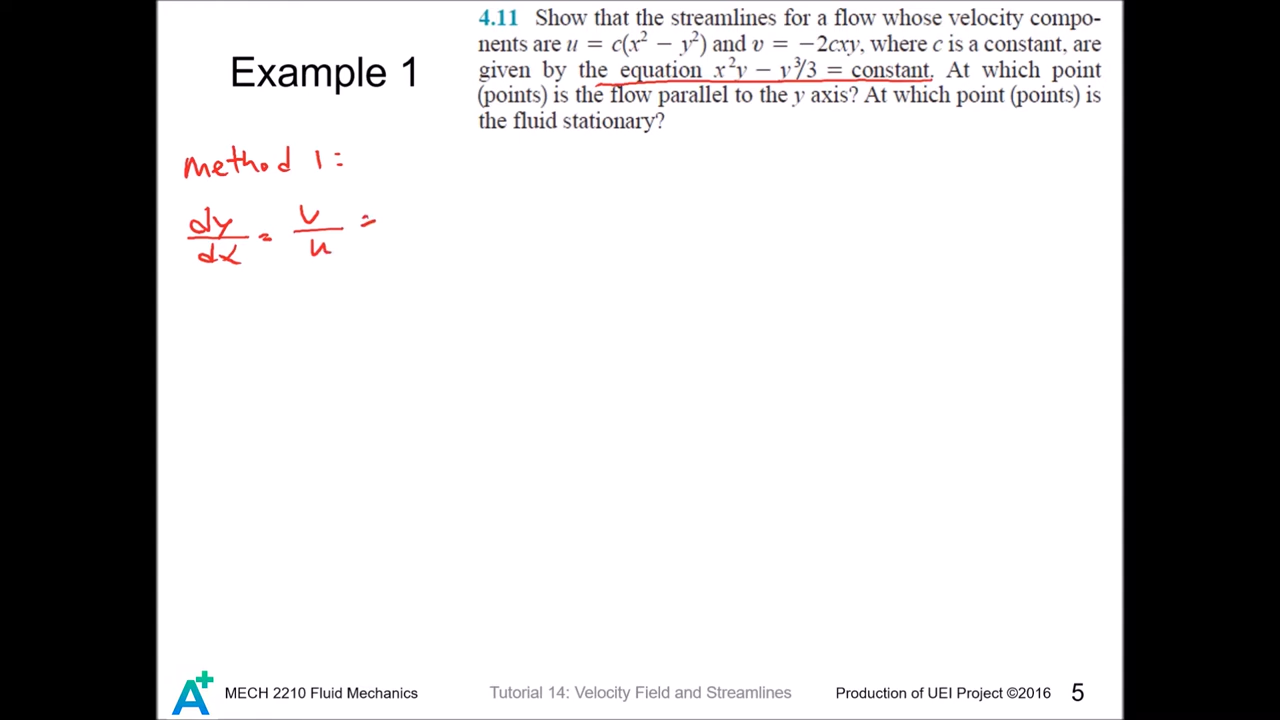 Example 1
4.11 Show that the streamlines for a flow whose velocity compo-
nents are u = c(x² − y²) and v = −2cxy, where c is a constant, are
given by the equation x²y − y³/3 = constant. At which point
(points) is the flow parallel to the y axis? At which point (points) is
the fluid stationary?
method 1:
dy/dx = v/u =
A+ MECH 2210 Fluid Mechanics Tutorial 14: Velocity Field and Streamlines Production of UEI Project ©2016 5